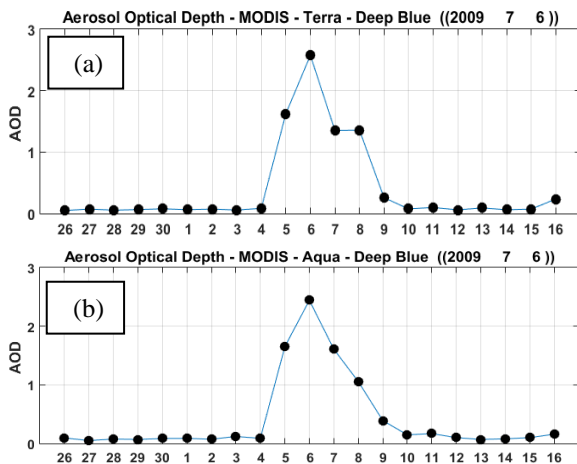 Aerosol Optical Depth - MODIS - Terra - Deep Blue ((2009 7 6 ))
3
(a)
2
AOD
1
0
26 27 28 29 30 1 2 3 4 5 6 7 8 9 10 11 12 13 14 15 16
Aerosol Optical Depth - MODIS - Aqua - Deep Blue ((2009 7 6 ))
3
(b)
2
AOD
1
0
26 27 28 29 30 1 2 3 4 5 6 7 8 9 10 11 12 13 14 15 16